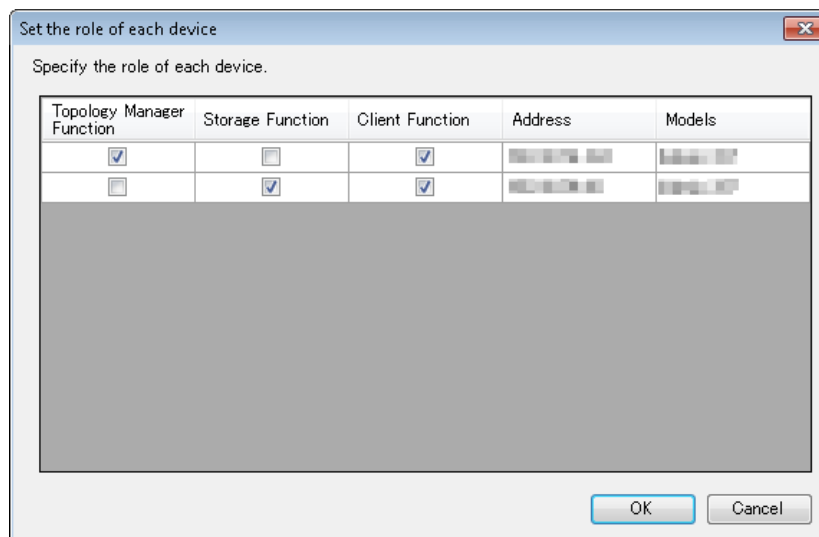 Set the role of each device
Specify the role of each device.
Topology Manager
Function
Storage Function
Client Function
Address
Models
OK
Cancel